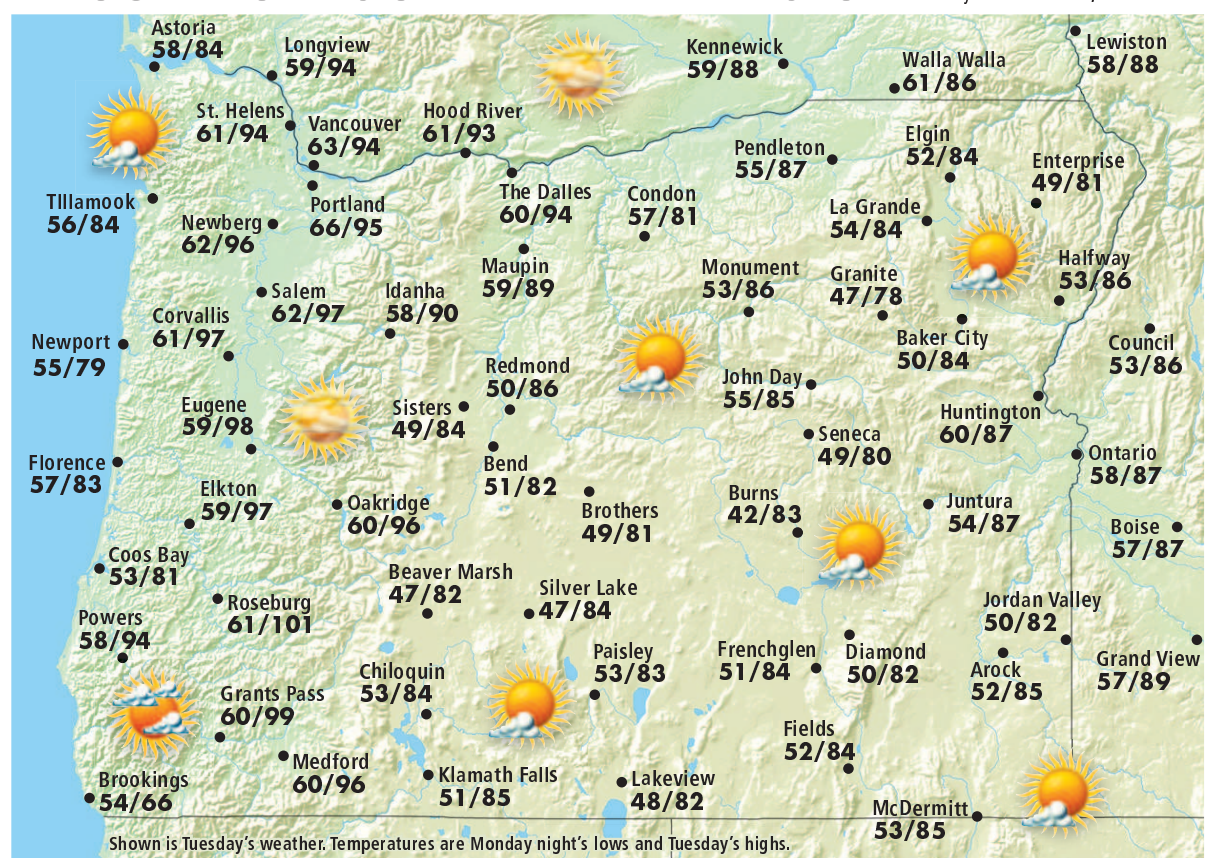 Astoria
58/84
Longview
59/94
Kennewick
59/88
Walla Walla
61/86
Lewiston
58/88
St. Helens
61/94
Vancouver
63/94
Hood River
61/93
Pendleton
55/87
Elgin
52/84
Enterprise
49/81
TIllamook
56/84
Newberg
62/96
Portland
66/95
The Dalles
60/94
Condon
57/81
La Grande
54/84
Maupin
59/89
Monument
53/86
Granite
47/78
Halfway
53/86
Salem
62/97
Idanha
58/90
Corvallis
61/97
Newport
55/79
Baker City
50/84
Council
53/86
Redmond
50/86
John Day
55/85
Eugene
59/98
Sisters
49/84
Huntington
60/87
Seneca
49/80
Florence
57/83
Bend
51/82
Ontario
58/87
Elkton
59/97
Oakridge
60/96
Brothers
49/81
Burns
42/83
Juntura
54/87
Boise
57/87
Coos Bay
53/81
Beaver Marsh
47/82
Silver Lake
47/84
Roseburg
61/101
Jordan Valley
50/82
Powers
58/94
Chiloquin
53/84
Paisley
53/83
Frenchglen
51/84
Diamond
50/82
Arock
52/85
Grand View
57/89
Grants Pass
60/99
Fields
52/84
Medford
60/96
Brookings
54/66
Klamath Falls
51/85
Lakeview
48/82
McDermitt
53/85
Shown is Tuesday's weather. Temperatures are Monday night's lows and Tuesday's highs.